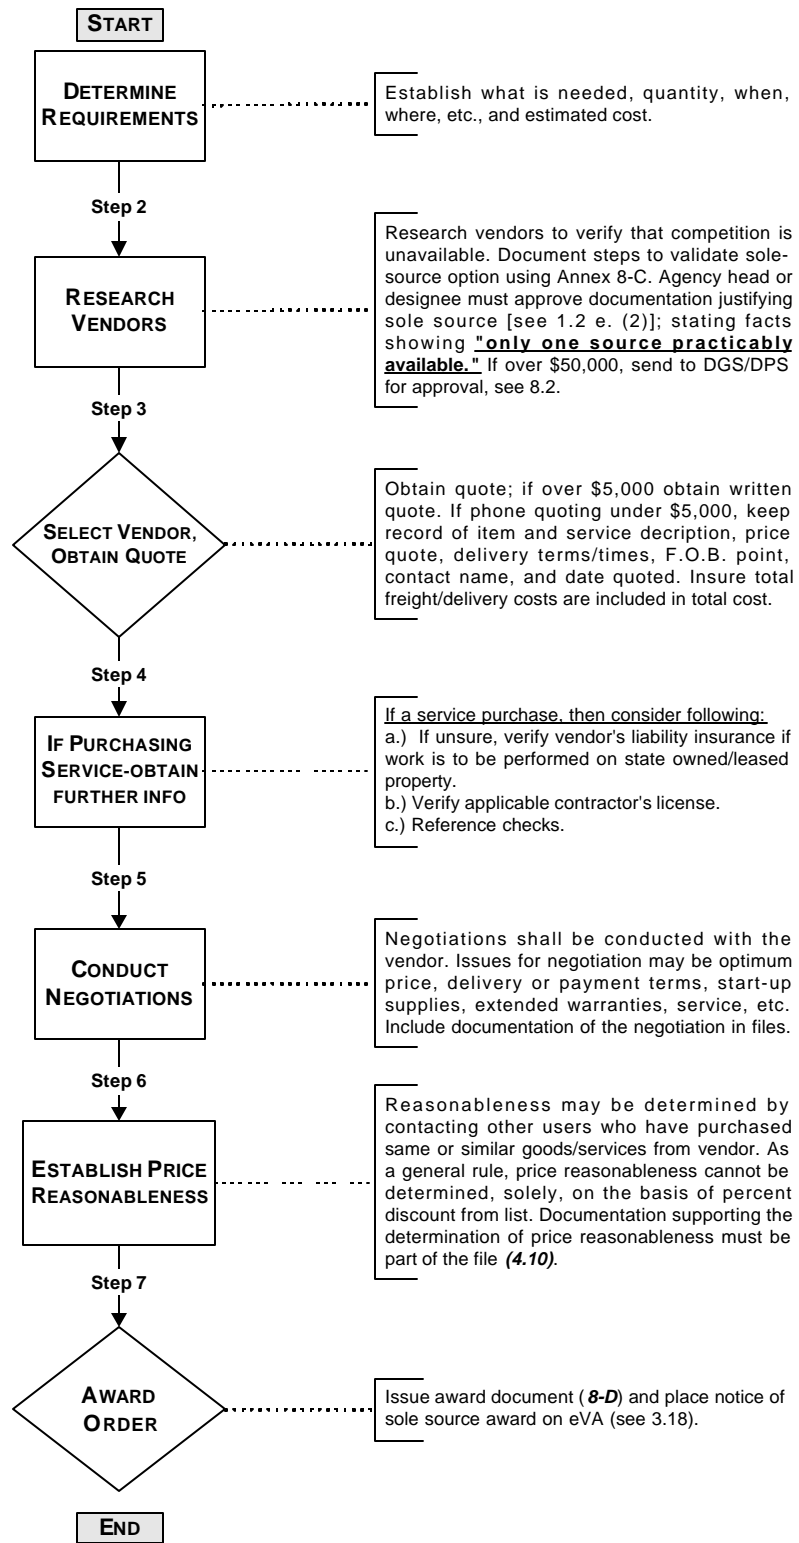 START
DETERMINE
REQUIREMENTS
Establish what is needed, quantity, when,
where, etc., and estimated cost.
Step 2
RESEARCH
VENDORS
Research vendors to verify that competition is
unavailable. Document steps to validate sole-
source option using Annex 8-C. Agency head or
designee must approve documentation justifying
sole source [see 1.2 e. (2)]; stating facts
showing "only one source practicably
available." If over $50,000, send to DGS/DPS
for approval, see 8.2.
Step 3
SELECT VENDOR,
OBTAIN QUOTE
Obtain quote; if over $5,000 obtain written
quote. If phone quoting under $5,000, keep
record of item and service decription, price
quote, delivery terms/times, F.O.B. point,
contact name, and date quoted. Insure total
freight/delivery costs are included in total cost.
Step 4
IF PURCHASING
SERVICE-OBTAIN
FURTHER INFO
If a service purchase, then consider following:
a.) If unsure, verify vendor's liability insurance if
work is to be performed on state owned/leased
property.
b.) Verify applicable contractor's license.
c.) Reference checks.
Step 5
CONDUCT
NEGOTIATIONS
Negotiations shall be conducted with the
vendor. Issues for negotiation may be optimum
price, delivery or payment terms, start-up
supplies, extended warranties, service, etc.
Include documentation of the negotiation in files.
Step 6
ESTABLISH PRICE
REASONABLENESS
Reasonableness may be determined by
contacting other users who have purchased
same or similar goods/services from vendor. As
a general rule, price reasonableness cannot be
determined, solely, on the basis of percent
discount from list. Documentation supporting the
determination of price reasonableness must be
part of the file (4.10).
Step 7
AWARD
ORDER
Issue award document (8-D) and place notice of
sole source award on eVA (see 3.18).
END